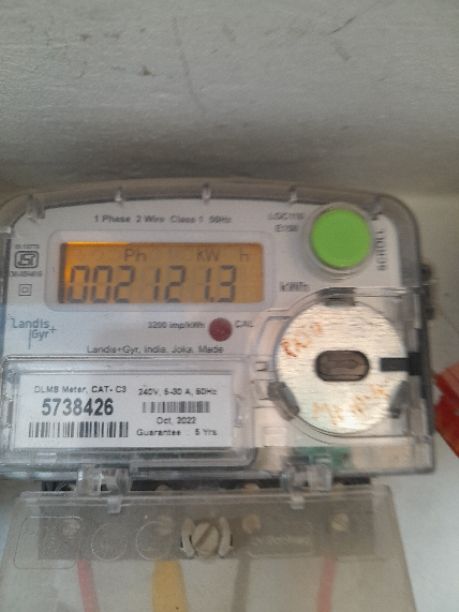 1 Phase 2 Wire Class 1 50Hz
Ph KW h
002121.3
kWh
Landis
Gyr+
3200 imp/kWh CAL
Landis+Gyr, India, Joka, Made
DLMS Meter, CAT- C3
240V, 5-30 A, 50Hz
5738426
Oct, 2022
Guarantee : 5 Yrs